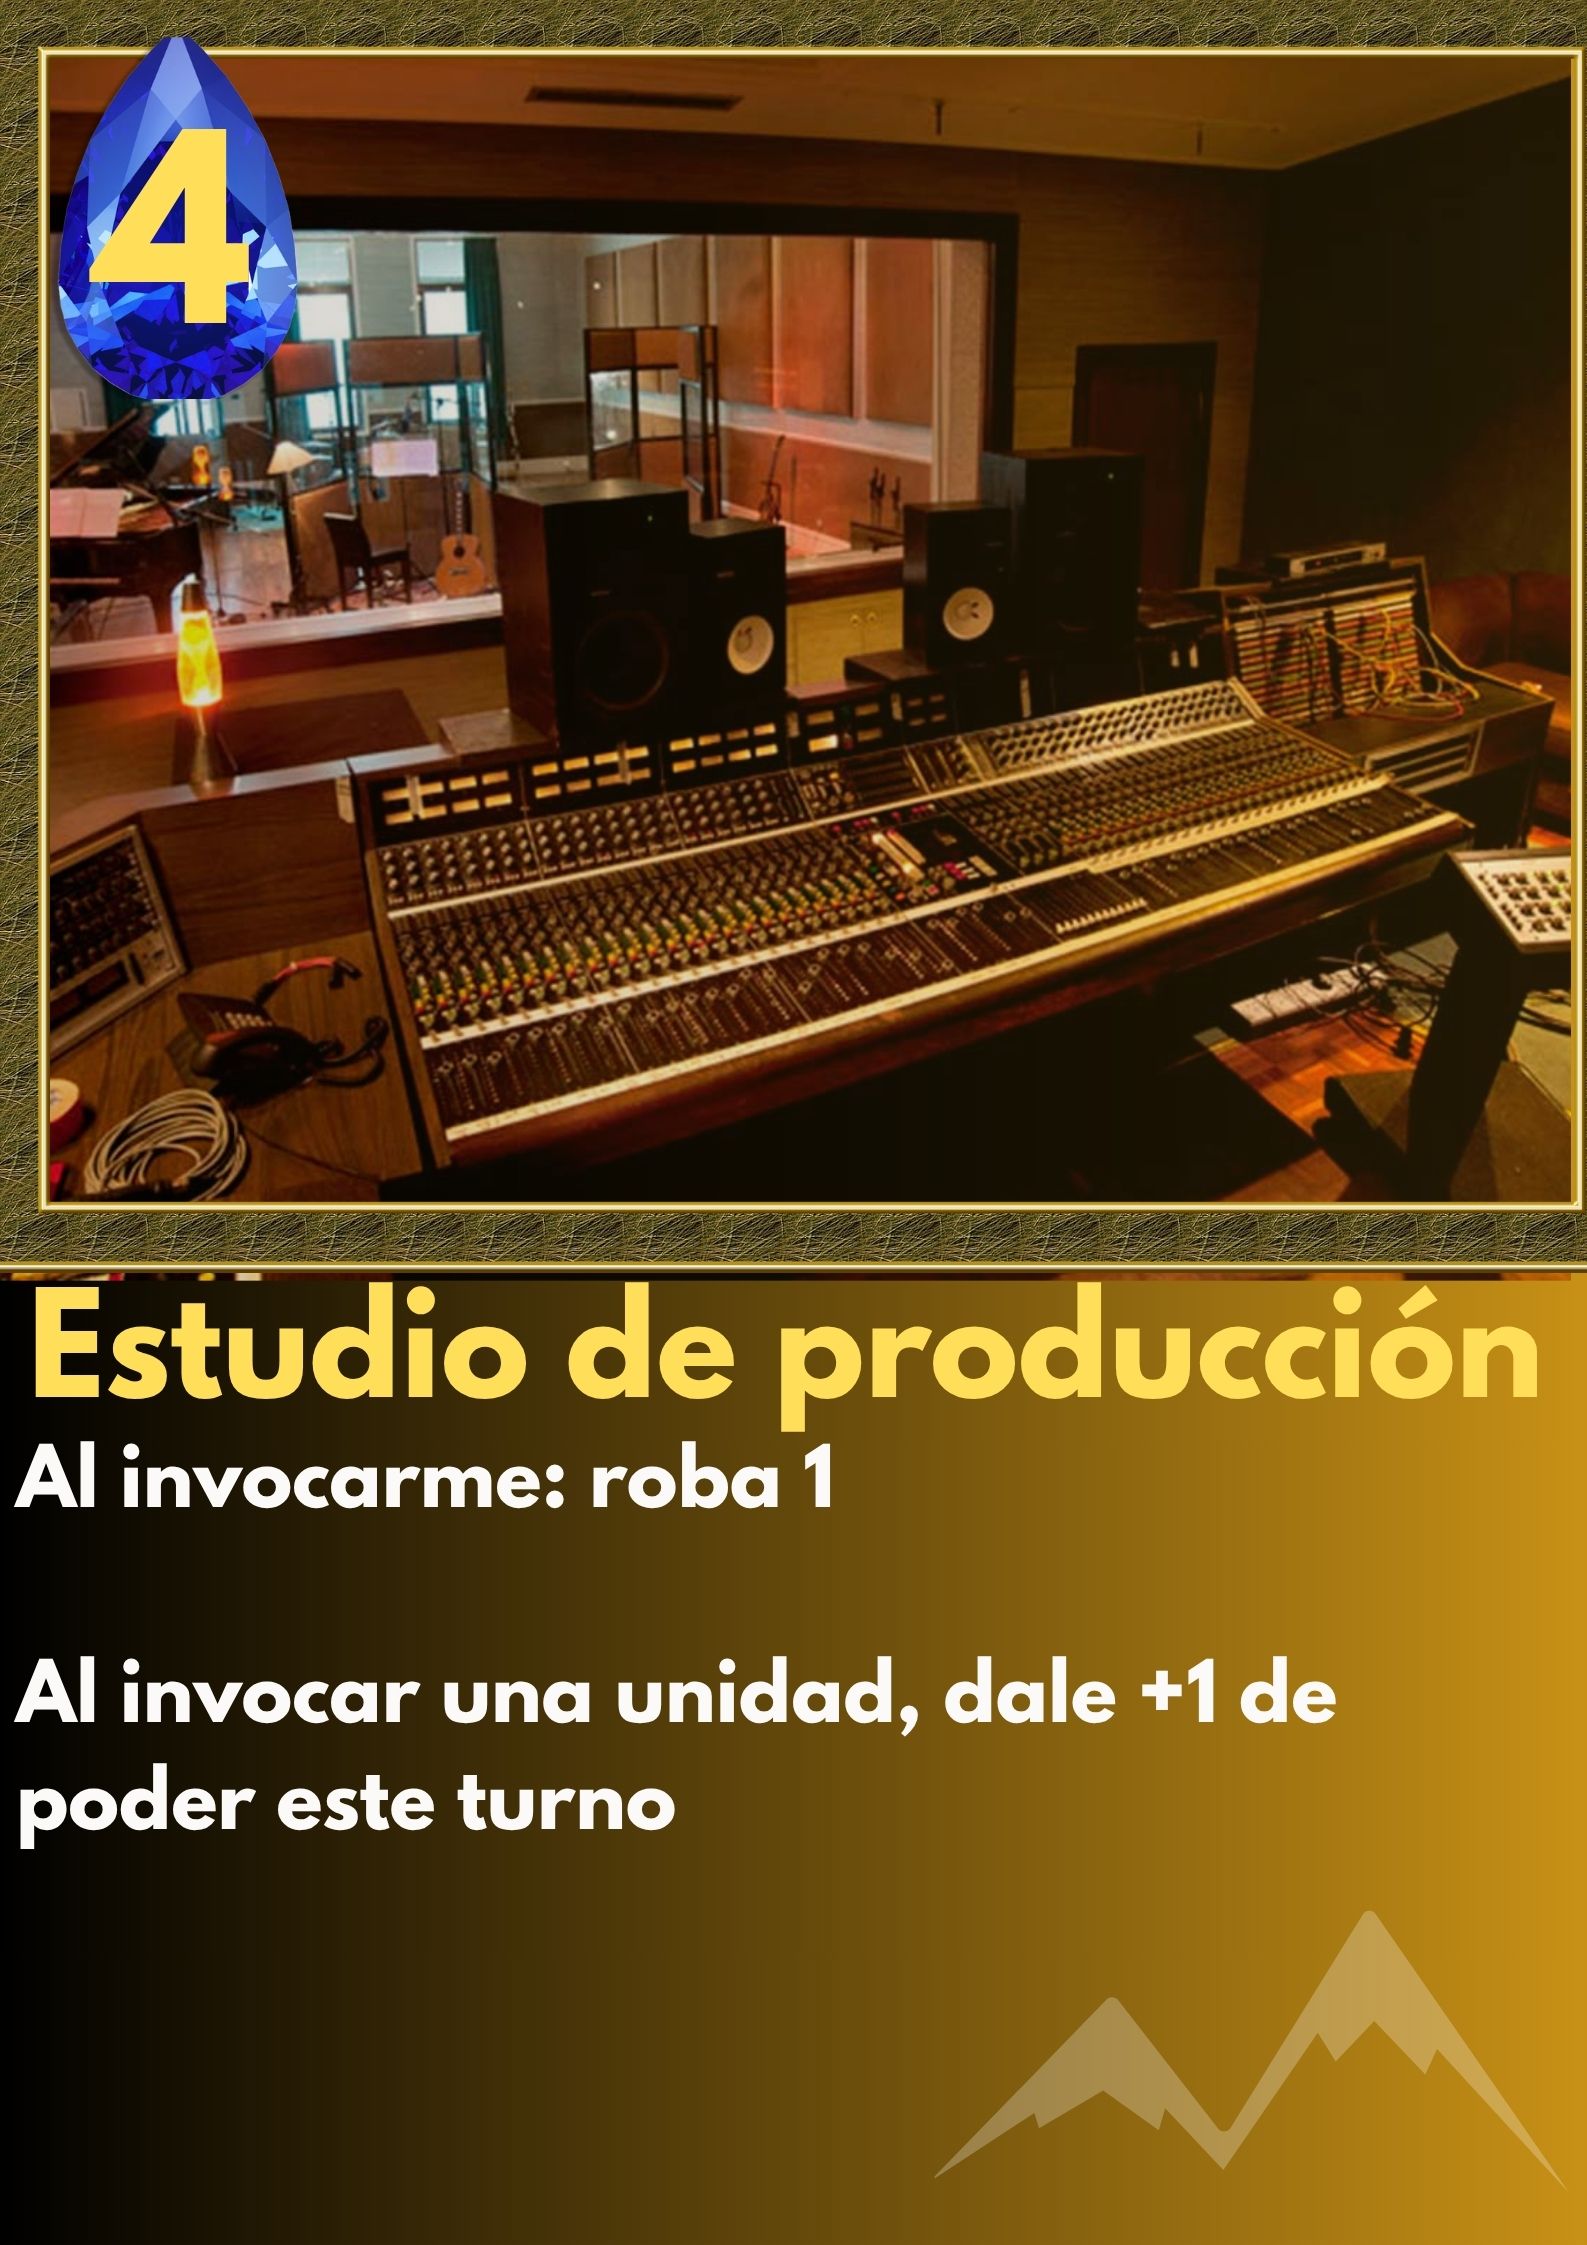 4
Estudio de producción
Al invocarme: roba 1
Al invocar una unidad, dale +1 de
poder este turno